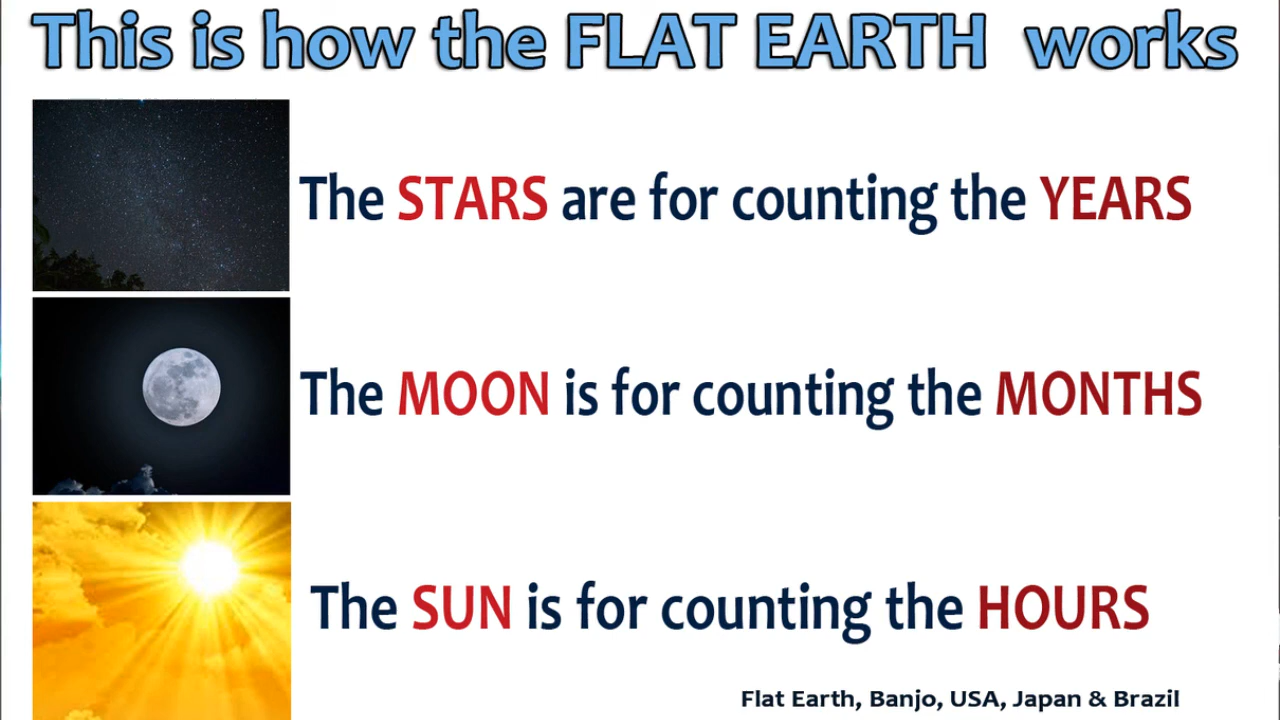 This is how the FLAT EARTH works
The STARS are for counting the YEARS
The MOON is for counting the MONTHS
The SUN is for counting the HOURS
Flat Earth, Banjo, USA, Japan & Brazil